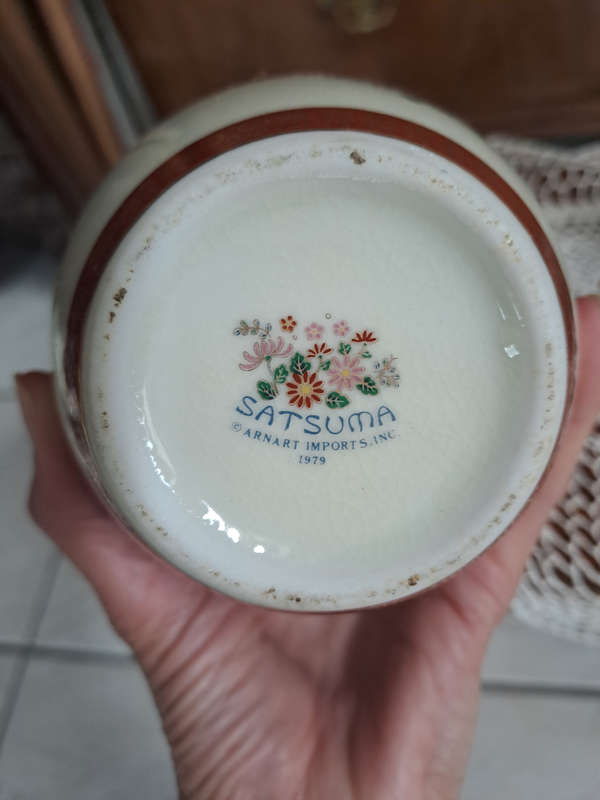 SATSUMA
© ARNART IMPORTS, INC.
1979